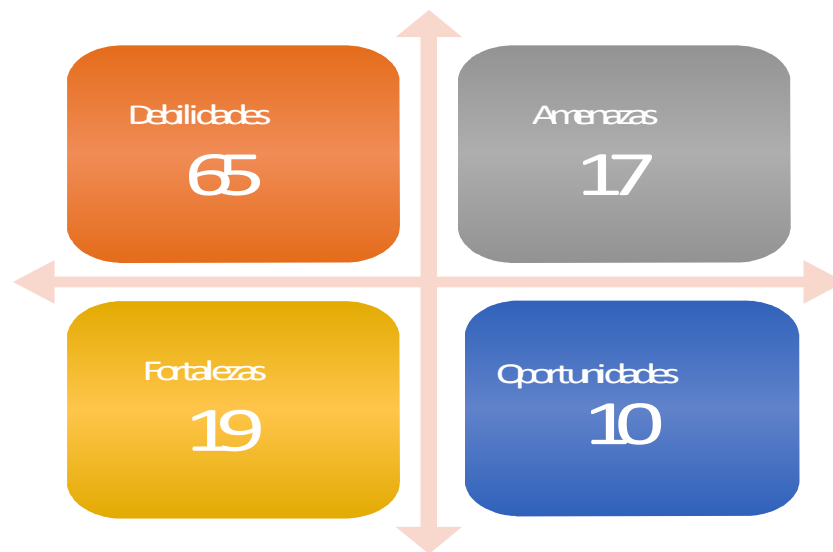 Debilidades
65
Amenazas
17
Fortalezas
19
Oportunidades
10